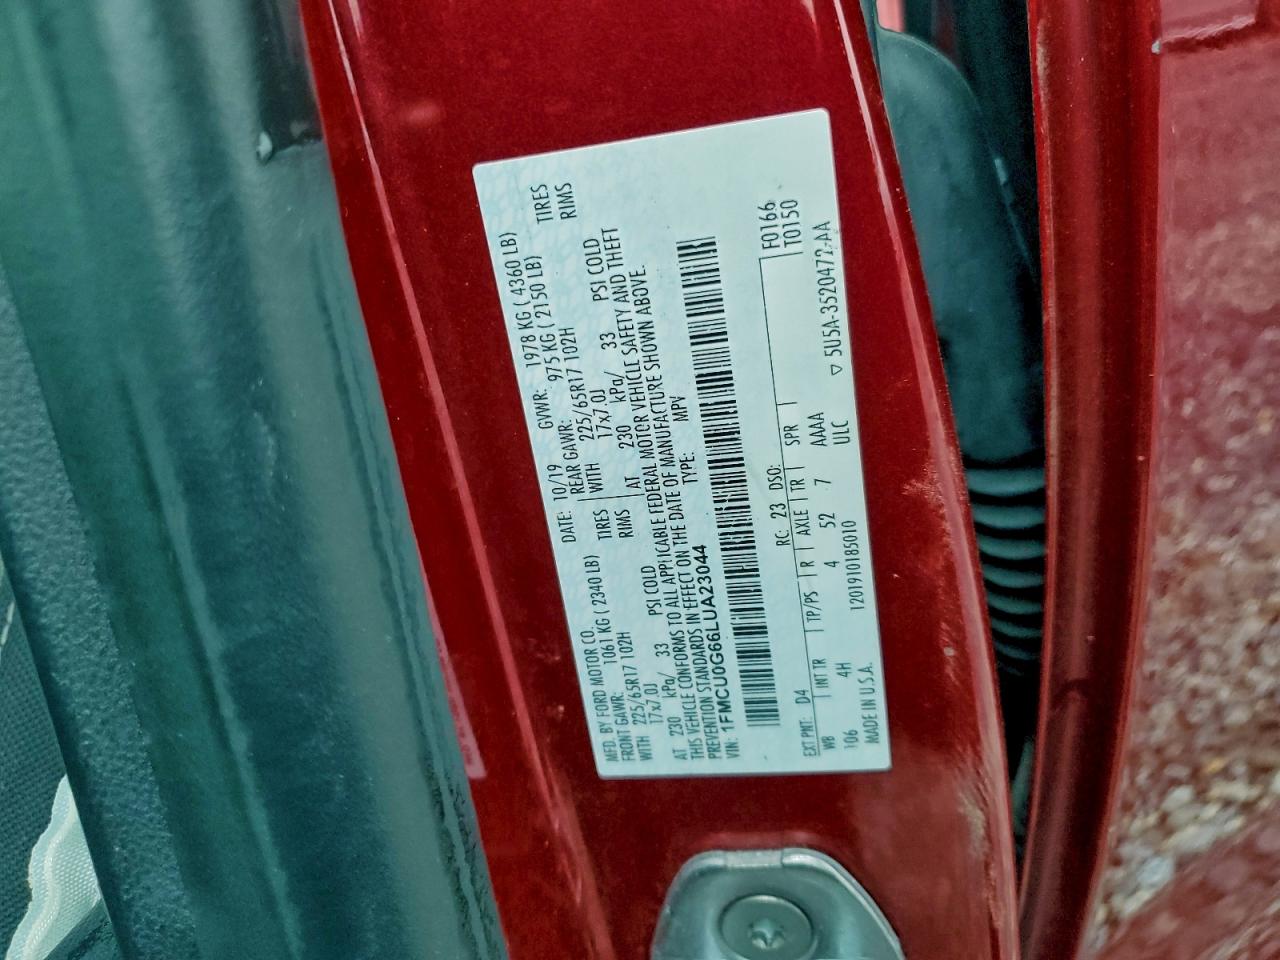 MFD. BY FORD MOTOR CO.
DATE: 10/19 GVWR: 1978 KG ( 4360 LB)
FRONT GAWR: 1061 KG ( 2340 LB)
REAR GAWR: 975 KG ( 2150 LB)
WITH 225/65R17 102H TIRES
17x7.0J RIMS
WITH 225/65R17 102H TIRES
17x7.0J RIMS
AT 230 kPa/ 33 PSI COLD
AT 230 kPa/ 33 PSI COLD
THIS VEHICLE CONFORMS TO ALL APPLICABLE FEDERAL MOTOR VEHICLE SAFETY AND THEFT
PREVENTION STANDARDS IN EFFECT ON THE DATE OF MANUFACTURE SHOWN ABOVE.
VIN: 1FMCU0G66LUA23044
TYPE: MPV
F0166
T0150
EXT PNT: D4 RC: 23 DSO:
WB INT TR TP/PS R AXLE TR SPR
106 4H 4 52 7 AAAA
MADE IN U.S.A. 1201910185010 ULC ▽ 5U5A-3520472-AA